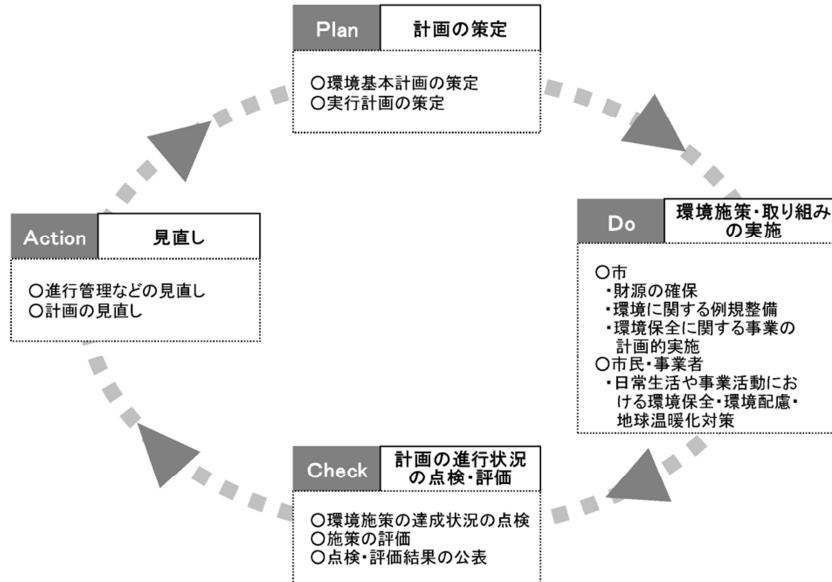 Plan 計画の策定
○環境基本計画の策定
○実行計画の策定
Do 環境施策・取り組み
の実施
○市
・財源の確保
・環境に関する例規整備
・環境保全に関する事業の
計画的実施
○市民・事業者
・日常生活や事業活動にお
ける環境保全・環境配慮・
地球温暖化対策
Check 計画の進行状況
の点検・評価
○環境施策の達成状況の点検
○施策の評価
○点検・評価結果の公表
Action 見直し
○進行管理などの見直し
○計画の見直し